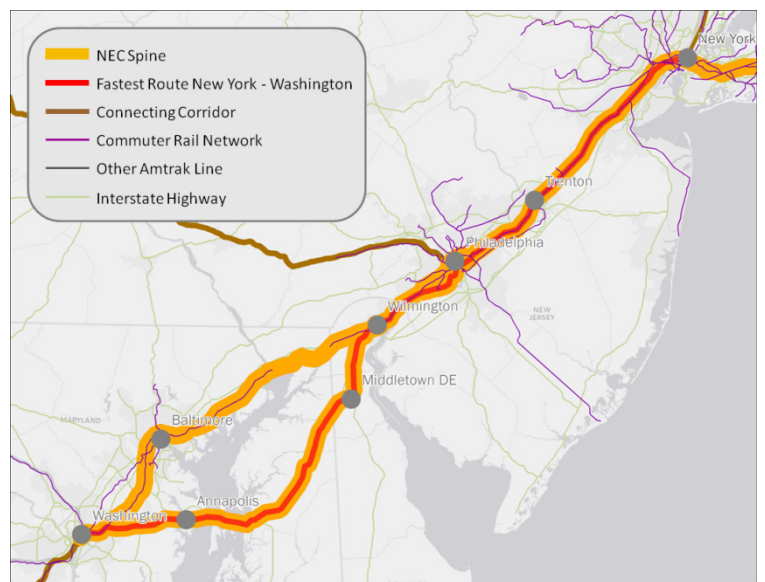 NEC Spine
Fastest Route New York - Washington
Connecting Corridor
Commuter Rail Network
Other Amtrak Line
Interstate Highway
New York
Trenton
Philadelphia
NEW
JERSEY
Wilmington
Middletown DE
MARYLAND
Baltimore
Annapolis
Washington